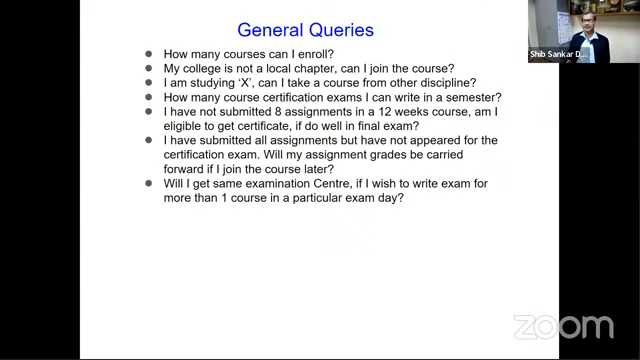 General Queries
How many courses can I enroll?
My college is not a local chapter, can I join the course?
I am studying ‘X’, can I take a course from other discipline?
How many course certification exams I can write in a semester?
I have not submitted 8 assignments in a 12 weeks course, am I
eligible to get certificate, if do well in final exam?
I have submitted all assignments but have not appeared for the
certification exam. Will my assignment grades be carried
forward if I join the course later?
Will I get same examination Centre, if I wish to write exam for
more than 1 course in a particular exam day?
Shib Sankar D...
zoom